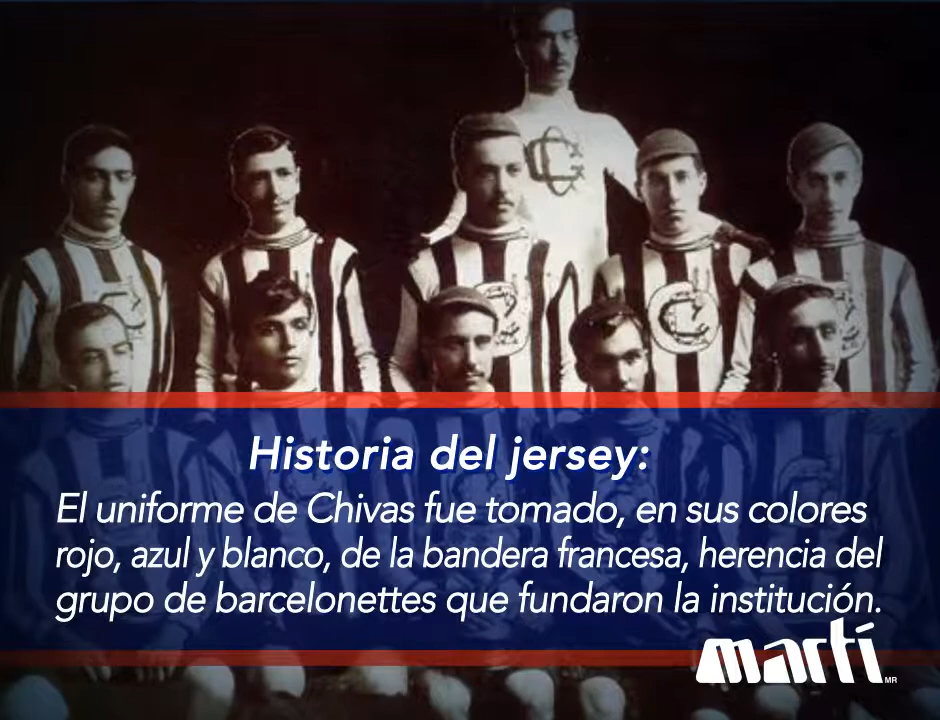 Historia del jersey:
El uniforme de Chivas fue tomado, en sus colores
rojo, azul y blanco, de la bandera francesa, herencia del
grupo de barcelonettes que fundaron la institución.
martí MR